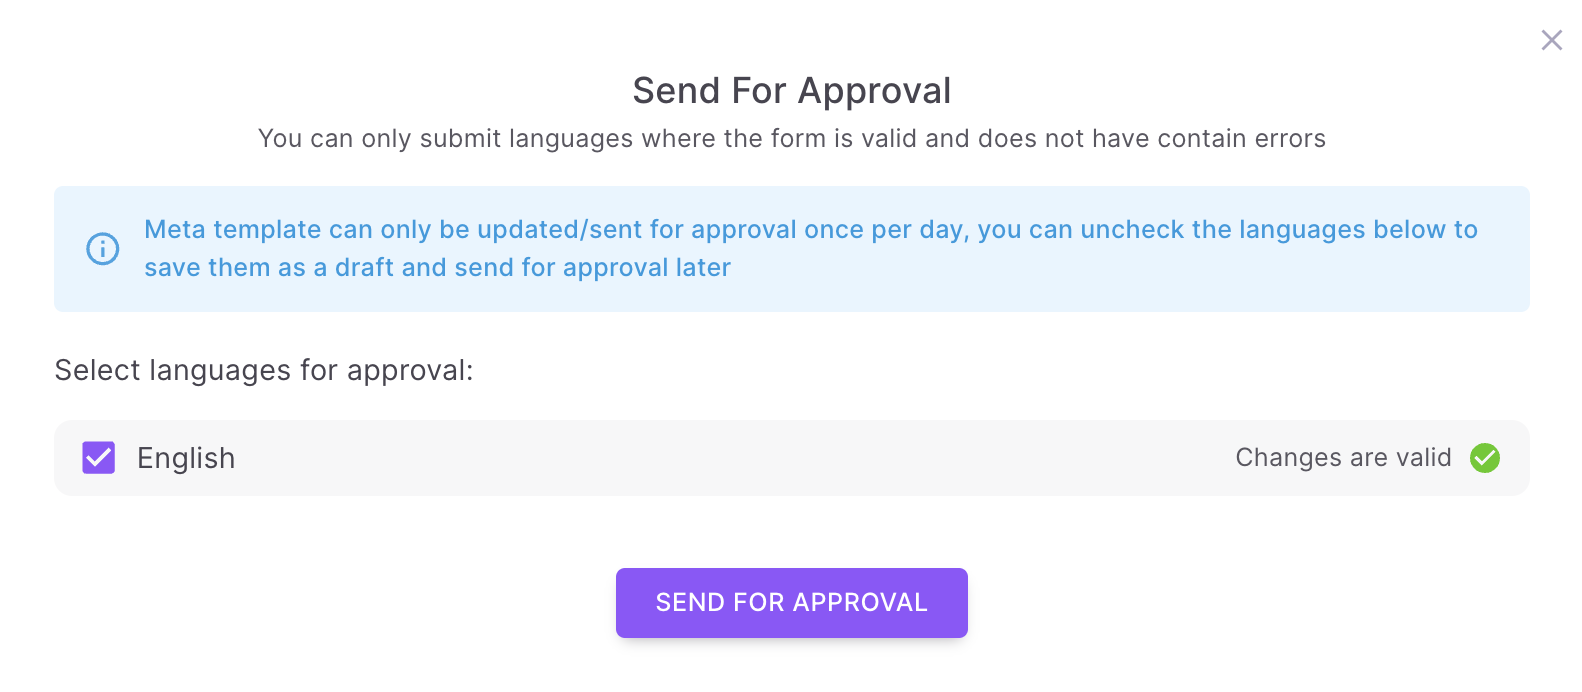 Send For Approval
You can only submit languages where the form is valid and does not have contain errors
Meta template can only be updated/sent for approval once per day, you can uncheck the languages below to
save them as a draft and send for approval later
Select languages for approval:
English
Changes are valid
SEND FOR APPROVAL